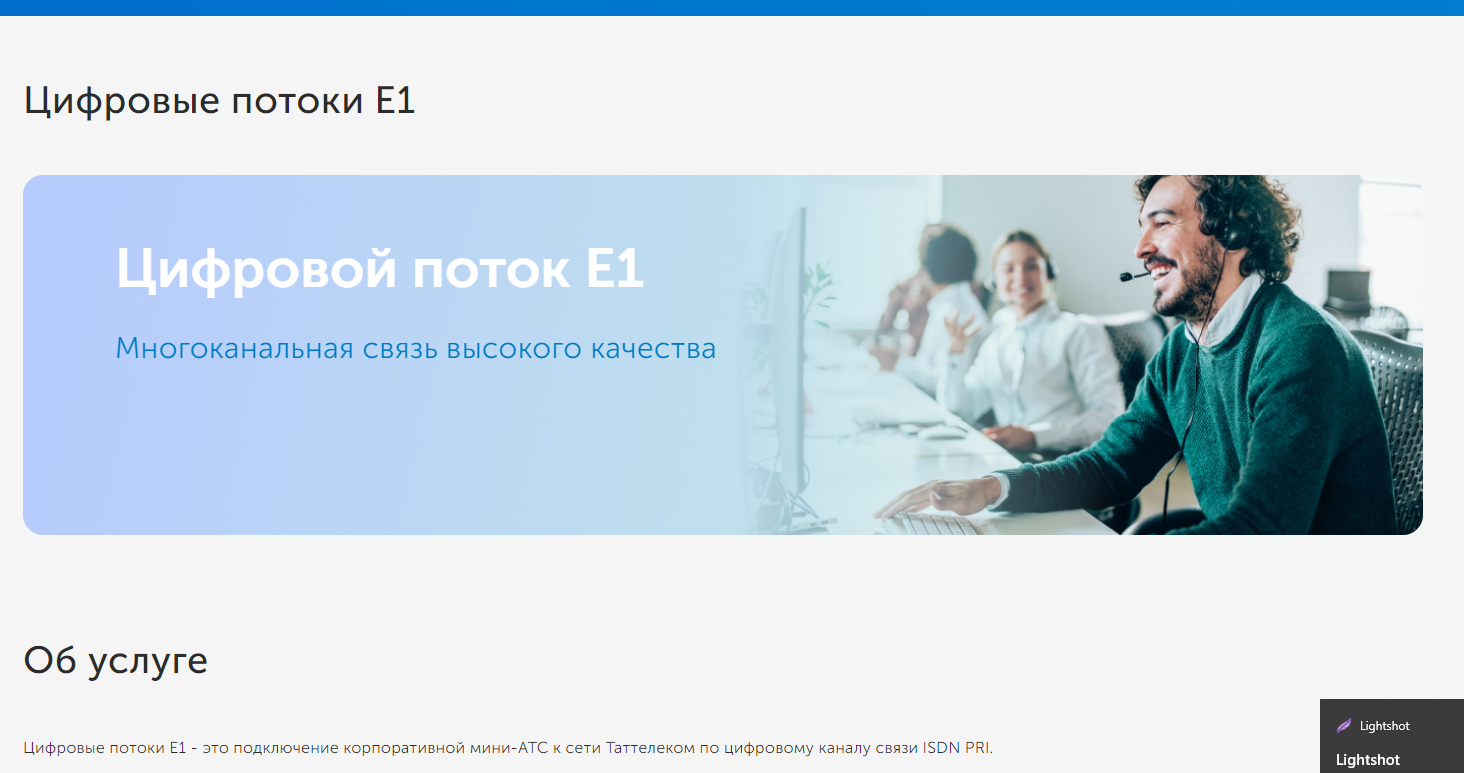 Цифровые потоки Е1
Цифровой поток Е1
Многоканальная связь высокого качества
Об услуге
Цифровые потоки Е1 - это подключение корпоративной мини-АТС к сети Таттелеком по цифровому каналу связи ISDN PRI.
Lightshot
Lightshot